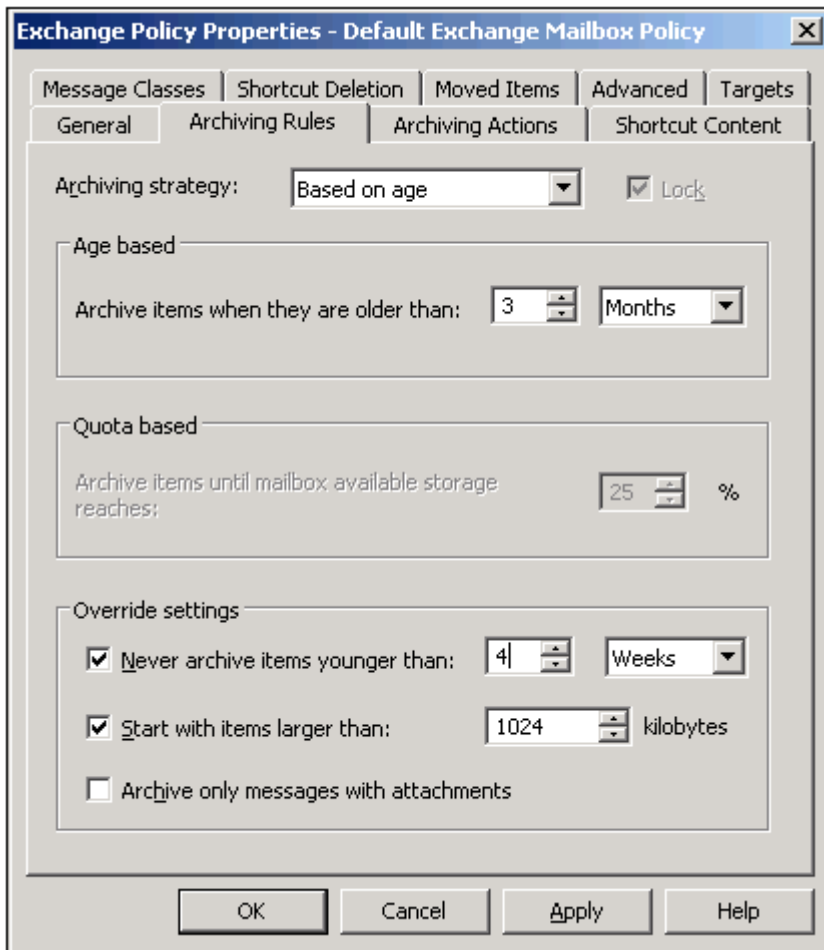 Exchange Policy Properties - Default Exchange Mailbox Policy
Message Classes Shortcut Deletion Moved Items Advanced Targets
General Archiving Rules Archiving Actions Shortcut Content
Archiving strategy: Based on age Lock
Age based
Archive items when they are older than: 3 Months
Quota based
Archive items until mailbox available storage
reaches: 25 %
Override settings
Never archive items younger than: 4 Weeks
Start with items larger than: 1024 kilobytes
Archive only messages with attachments
OK Cancel Apply Help